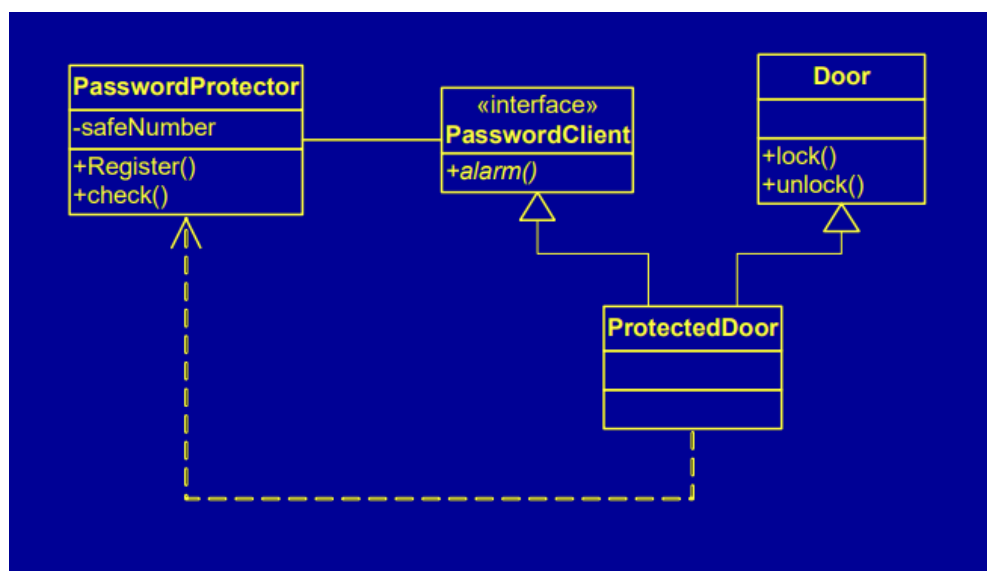 PasswordProtector
-safeNumber
+Register()
+check()
«interface»
PasswordClient
+alarm()
Door
+lock()
+unlock()
ProtectedDoor